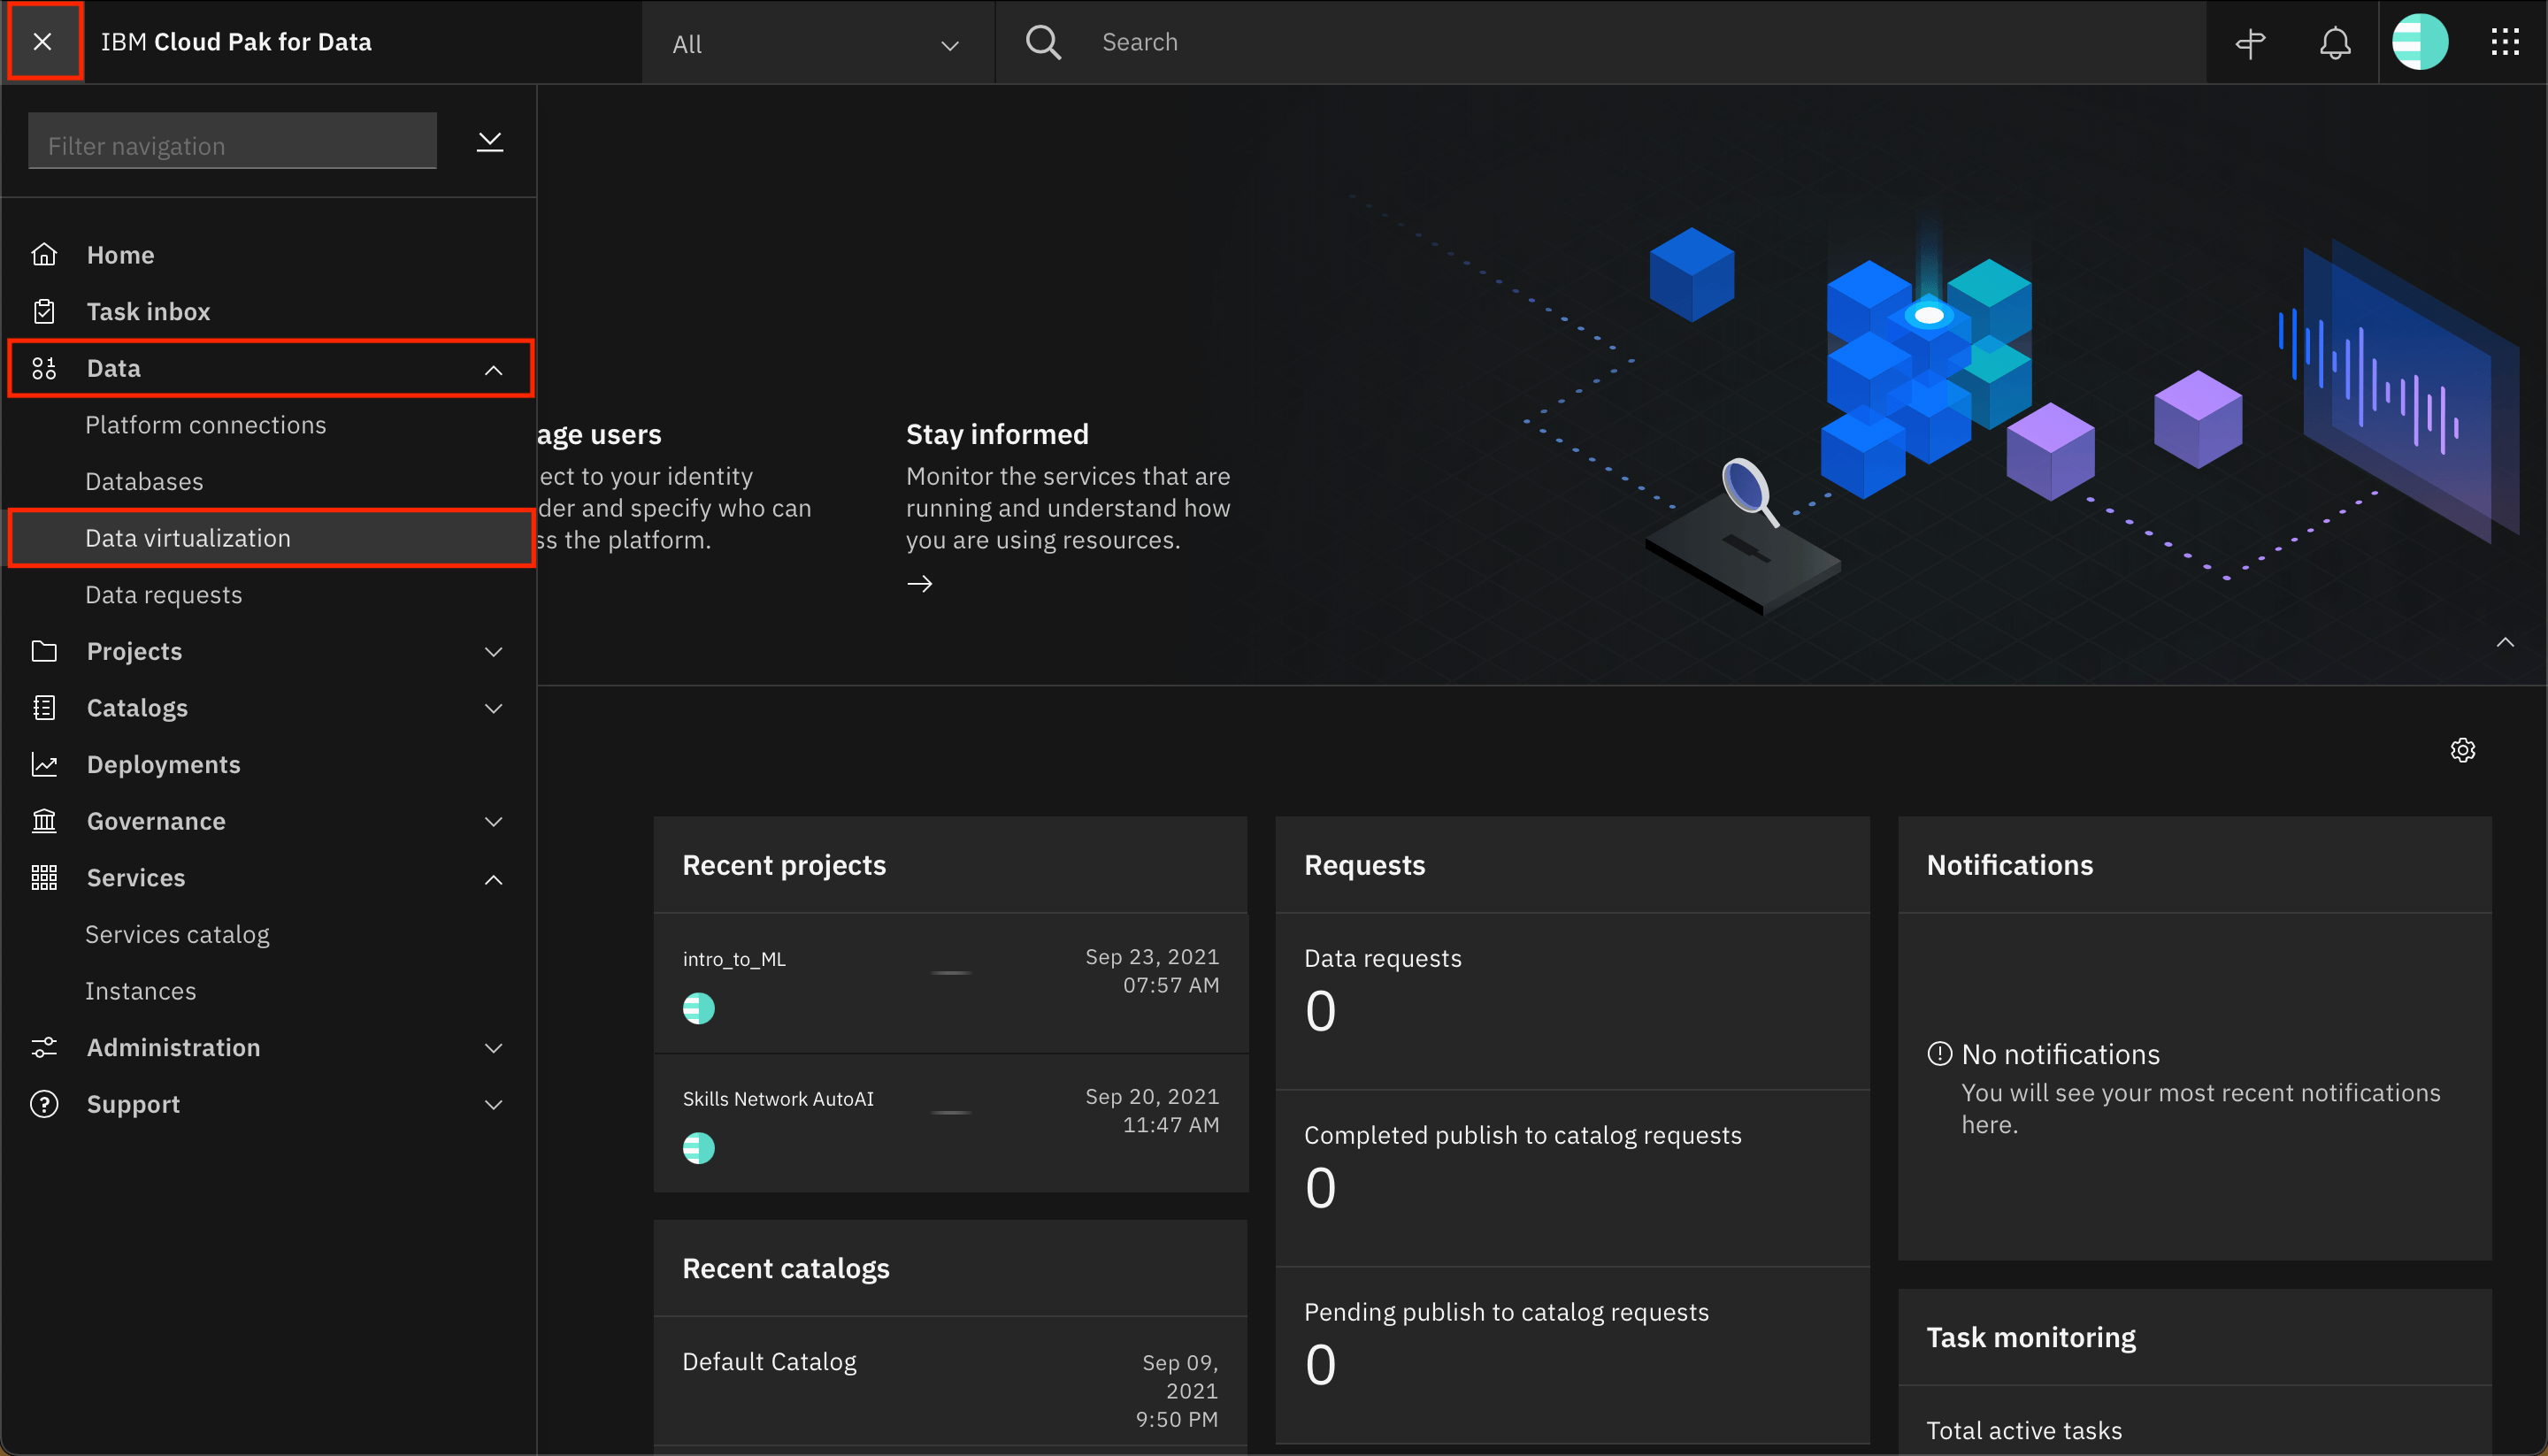 IBM Cloud Pak for Data
All
Search
Filter navigation
Home
Task inbox
Data
Platform connections
Databases
Data virtualization
Data requests
Projects
Catalogs
Deployments
Governance
Services
Services catalog
Instances
Administration
Support
age users
ect to your identity
der and specify who can
ss the platform.
Stay informed
Monitor the services that are
running and understand how
you are using resources.
Recent projects
intro_to_ML
Sep 23, 2021
07:57 AM
Skills Network AutoAI
Sep 20, 2021
11:47 AM
Recent catalogs
Default Catalog
Sep 09,
2021
9:50 PM
Requests
Data requests
0
Completed publish to catalog requests
0
Pending publish to catalog requests
0
Notifications
No notifications
You will see your most recent notifications
here.
Task monitoring
Total active tasks